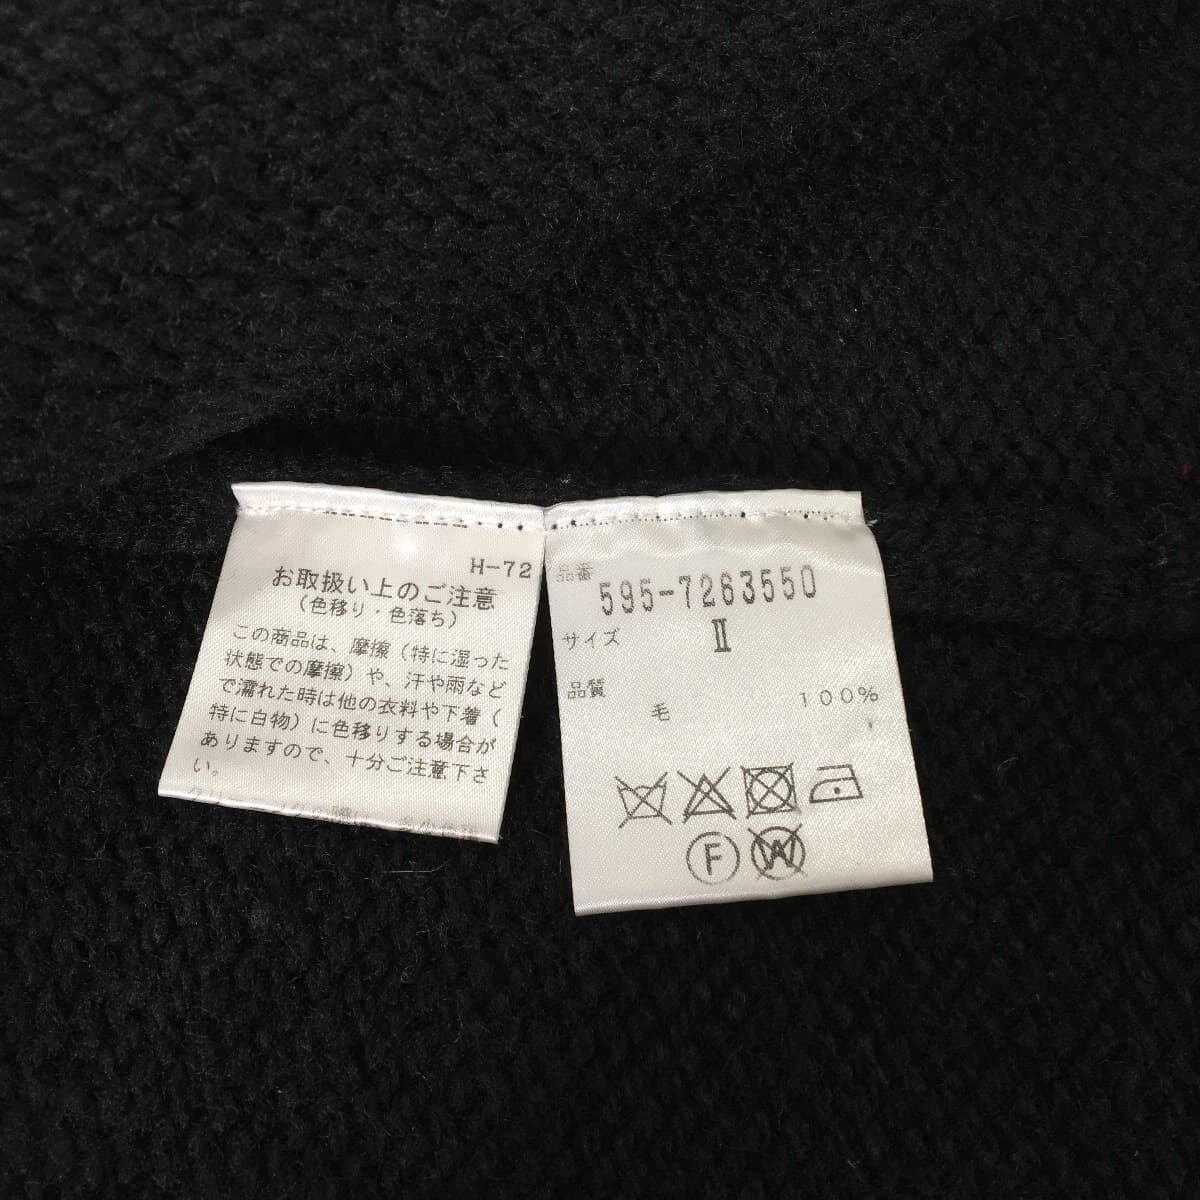 H-72
お取扱い上のご注意
(色移り・色落ち)
この商品は、摩擦(特に湿った
状態での摩擦)や、汗や雨など
で濡れた時は他の衣料や下着(
特に白物)に色移りする場合が
ありますので、十分ご注意下さ
い。
品番
595-7263550
サイズ
Ⅱ
品質
毛 100%
F
W